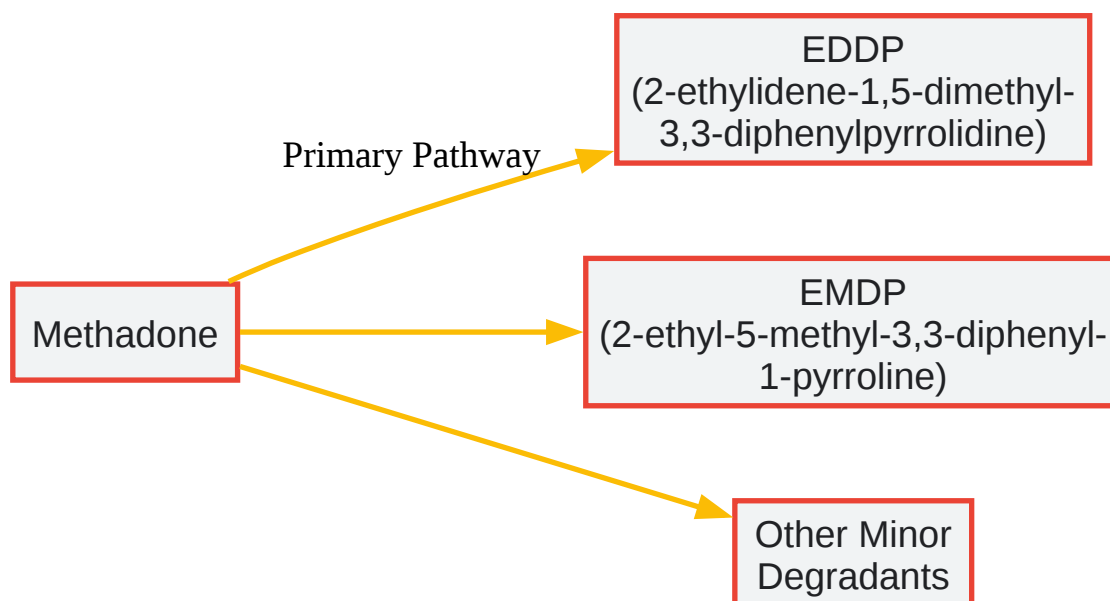 EDDP
(2-ethylidene-1,5-dimethyl-
3,3-diphenylpyrrolidine)
Primary Pathway
Methadone
EMDP
(2-ethyl-5-methyl-3,3-diphenyl-
1-pyrroline)
Other Minor
Degradants